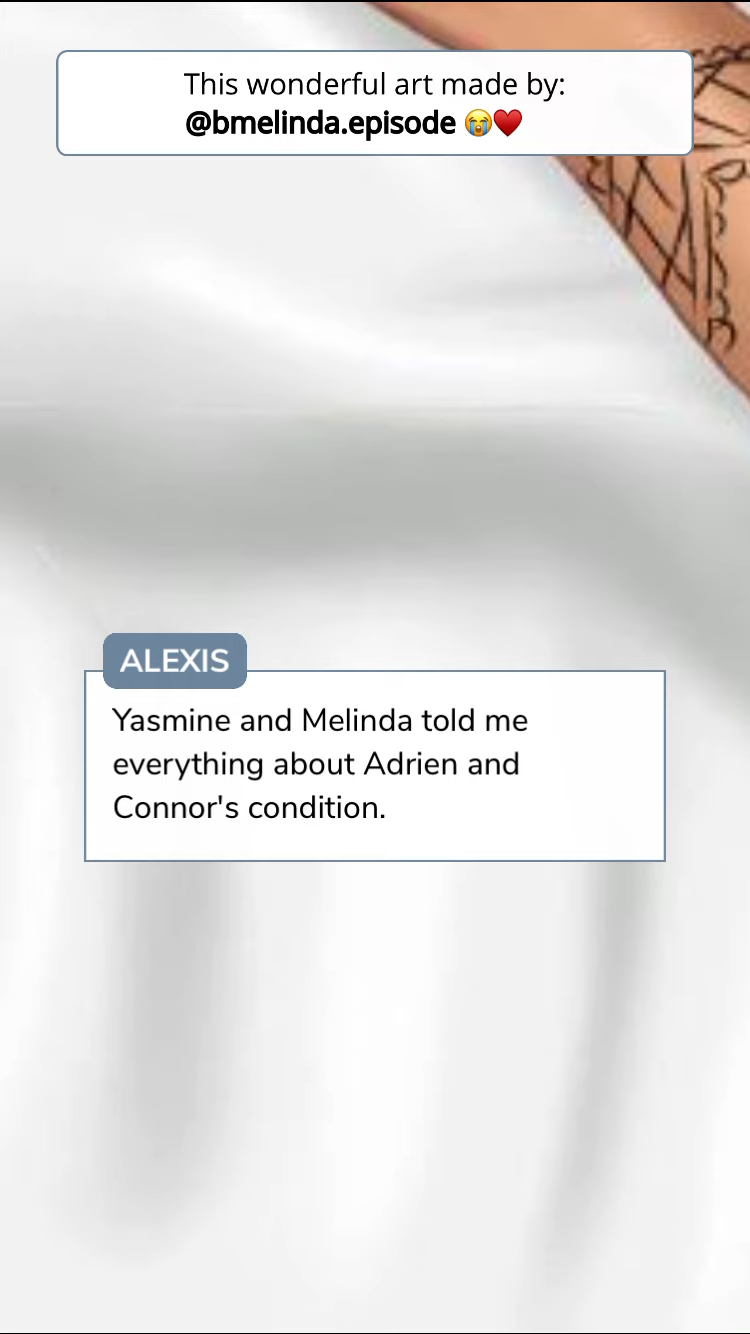 This wonderful art made by:
@bmelinda.episode 😭♥️
ALEXIS
Yasmine and Melinda told me
everything about Adrien and
Connor's condition.